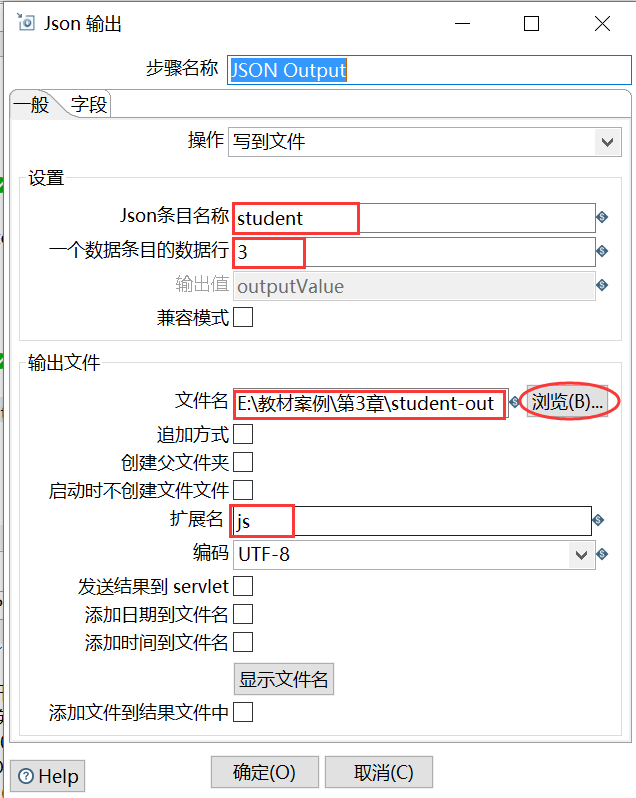 Json 输出
步骤名称 JSON Output
一般 字段
操作 写到文件
设置
Json条目名称 student
一个数据条目的数据行 3
输出值 outputValue
兼容模式
输出文件
文件名 E:\教材案例\第3章\student-out 浏览(B)...
追加方式
创建父文件夹
启动时不创建文件文件
扩展名 js
编码 UTF-8
发送结果到 servlet
添加日期到文件名
添加时间到文件名
显示文件名
添加文件到结果文件中
Help 确定(O) 取消(C)